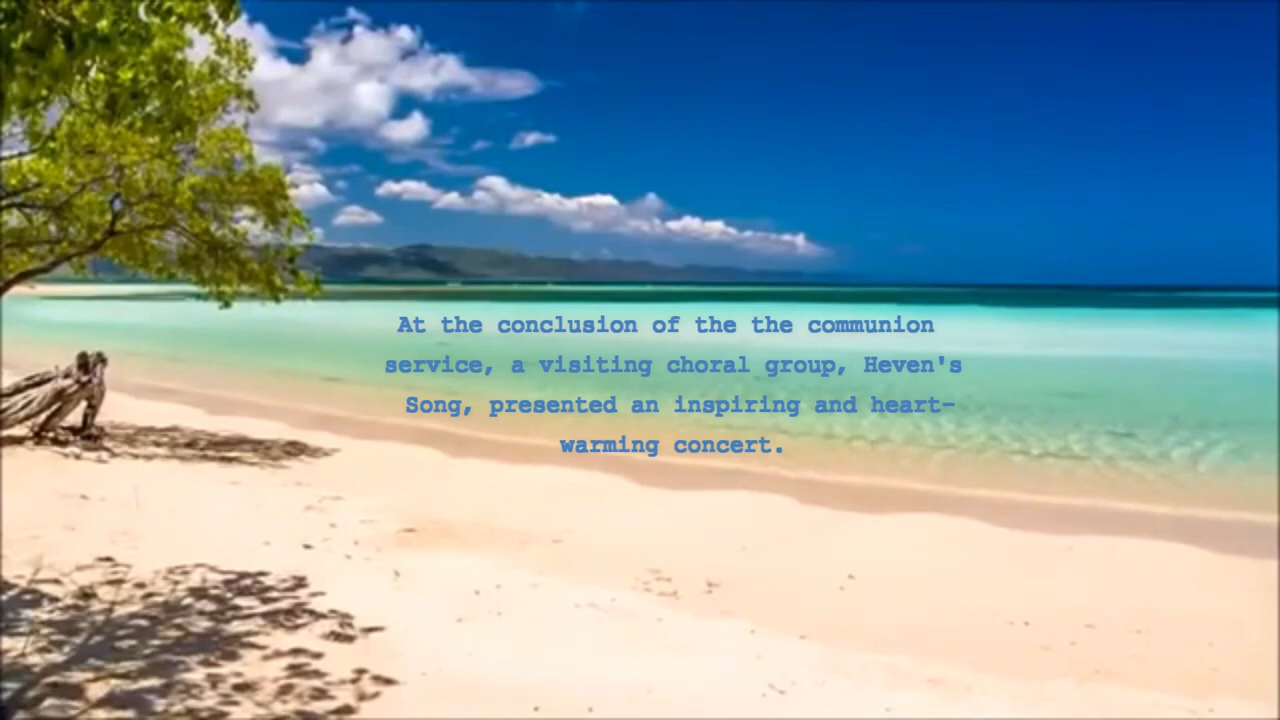 At the conclusion of the the communion
service, a visiting choral group, Heven's
Song, presented an inspiring and heart-
warming concert.